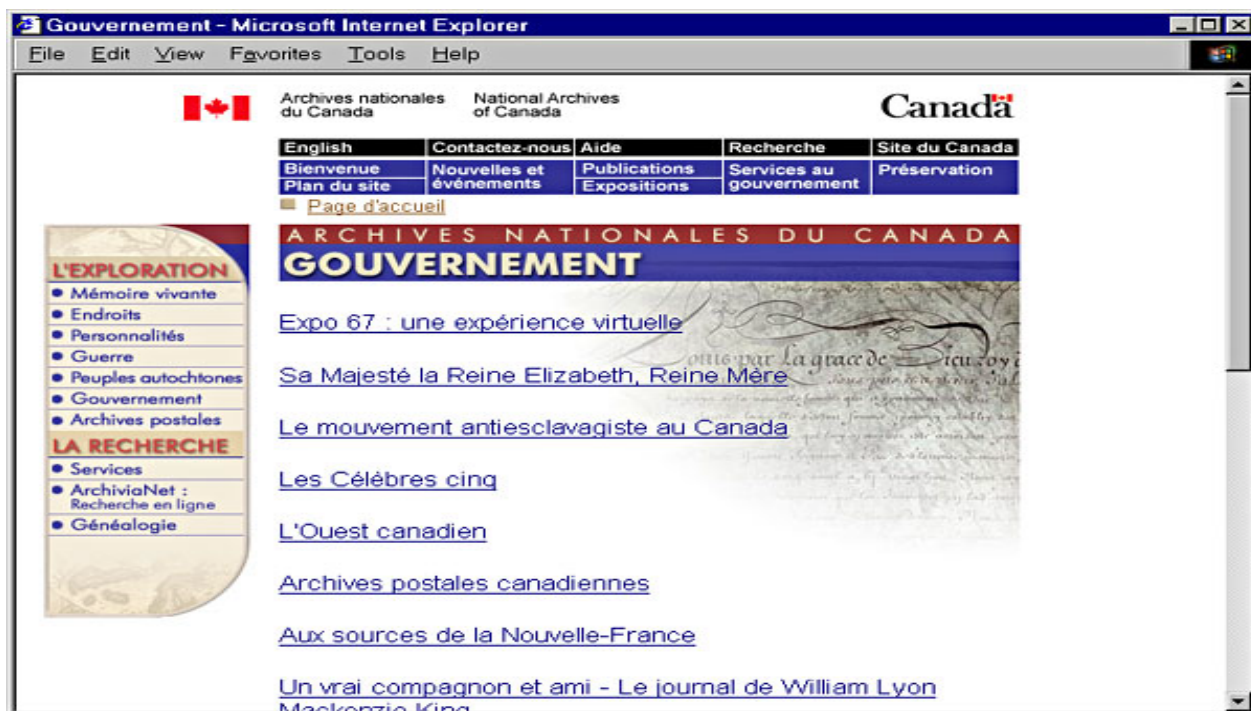 Gouvernement - Microsoft Internet Explorer
File Edit View Favorites Tools Help
Archives nationales du Canada
National Archives of Canada
Canada
English Contactez-nous Aide Recherche Site du Canada
Bienvenue Nouvelles et événements Publications Services au gouvernement Préservation
Plan du site Expositions
Page d'accueil
ARCHIVES NATIONALES DU CANADA
GOUVERNEMENT
L'EXPLORATION
Mémoire vivante
Endroits
Personnalités
Guerre
Peuples autochtones
Gouvernement
Archives postales
LA RECHERCHE
Services
ArchiviaNet :
Recherche en ligne
Généalogie
Expo 67 : une expérience virtuelle
Sa Majesté la Reine Elizabeth, Reine Mère
Le mouvement antiesclavagiste au Canada
Les Célèbres cinq
L'Ouest canadien
Archives postales canadiennes
Aux sources de la Nouvelle-France
Un vrai compagnon et ami - Le journal de William Lyon
Mackenzie King
par la grace de Dieu